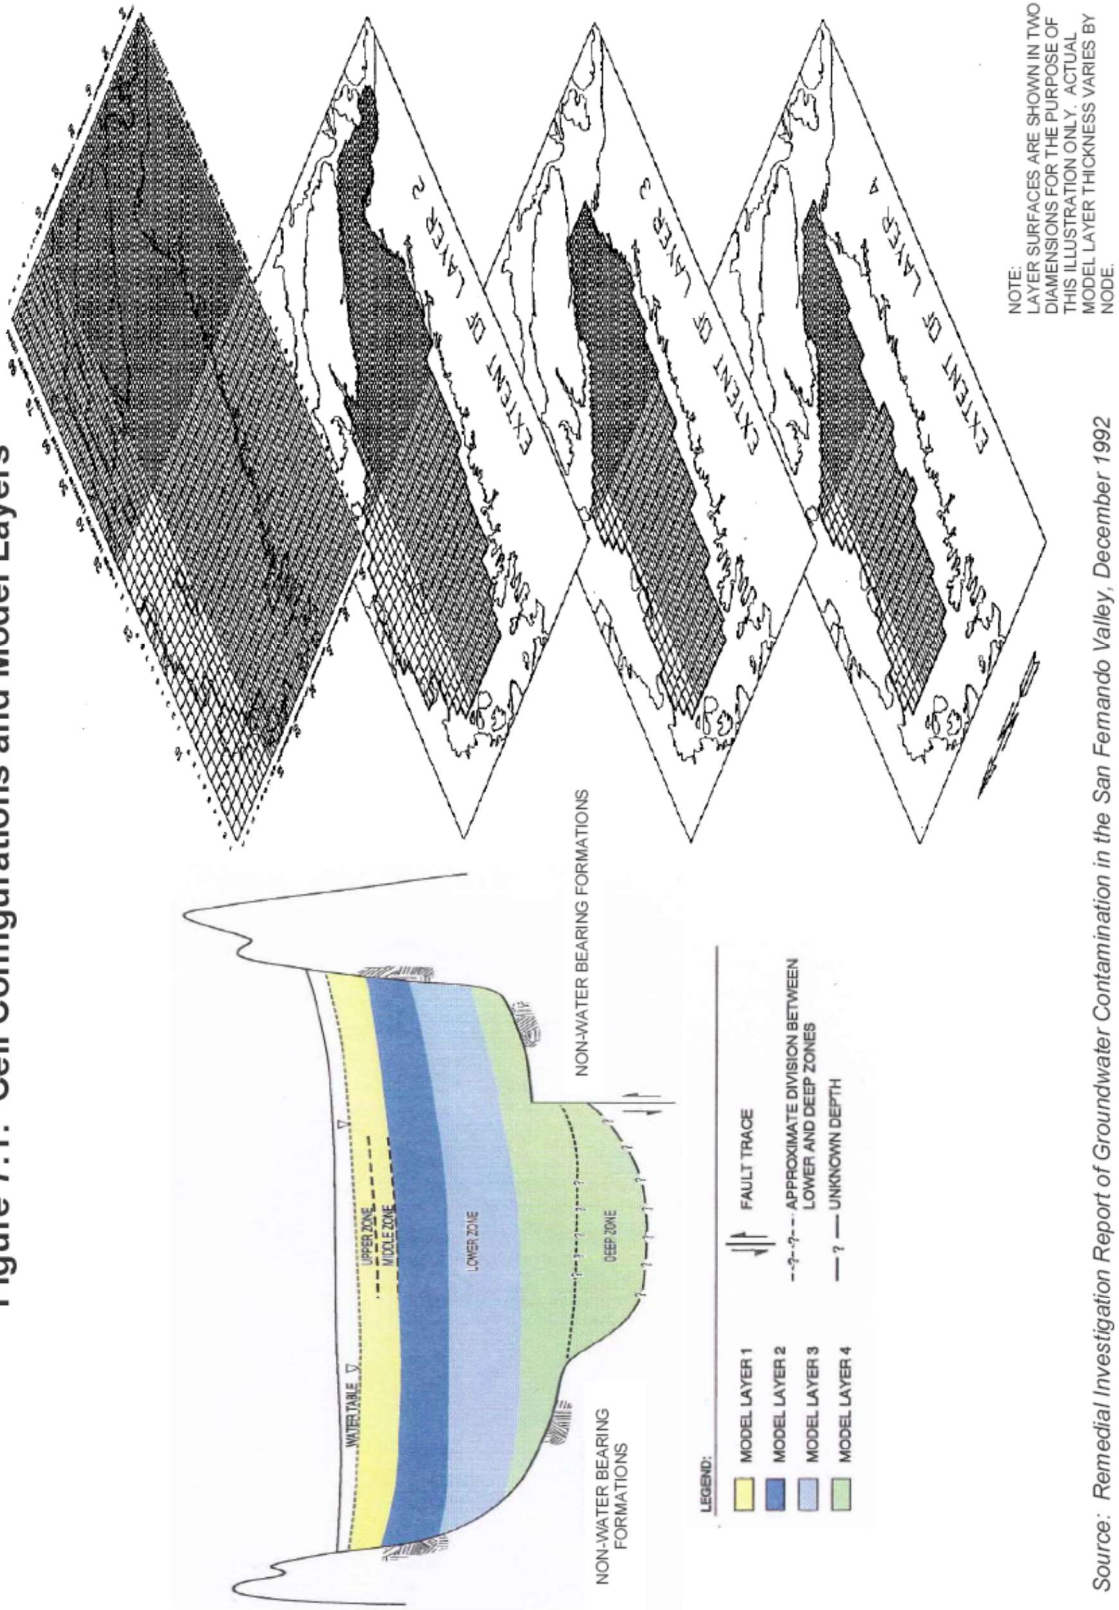 Figure 7.1: Cell Configurations and Model Layers
WATER TABLE
UPPER ZONE
MIDDLE ZONE
LOWER ZONE
DEEP ZONE
NON-WATER BEARING
FORMATIONS
NON-WATER BEARING FORMATIONS
LEGEND:
MODEL LAYER 1
MODEL LAYER 2
MODEL LAYER 3
MODEL LAYER 4
FAULT TRACE
--?--?-- APPROXIMATE DIVISION BETWEEN
LOWER AND DEEP ZONES
— ? — UNKNOWN DEPTH
EXTENT OF LAYER 2
EXTENT OF LAYER 3
EXTENT OF LAYER 4
NOTE:
LAYER SURFACES ARE SHOWN IN TWO
DIAMENSIONS FOR THE PURPOSE OF
THIS ILLUSTRATION ONLY. ACTUAL
MODEL LAYER THICKNESS VARIES BY
NODE.
Source: Remedial Investigation Report of Groundwater Contamination in the San Fernando Valley, December 1992